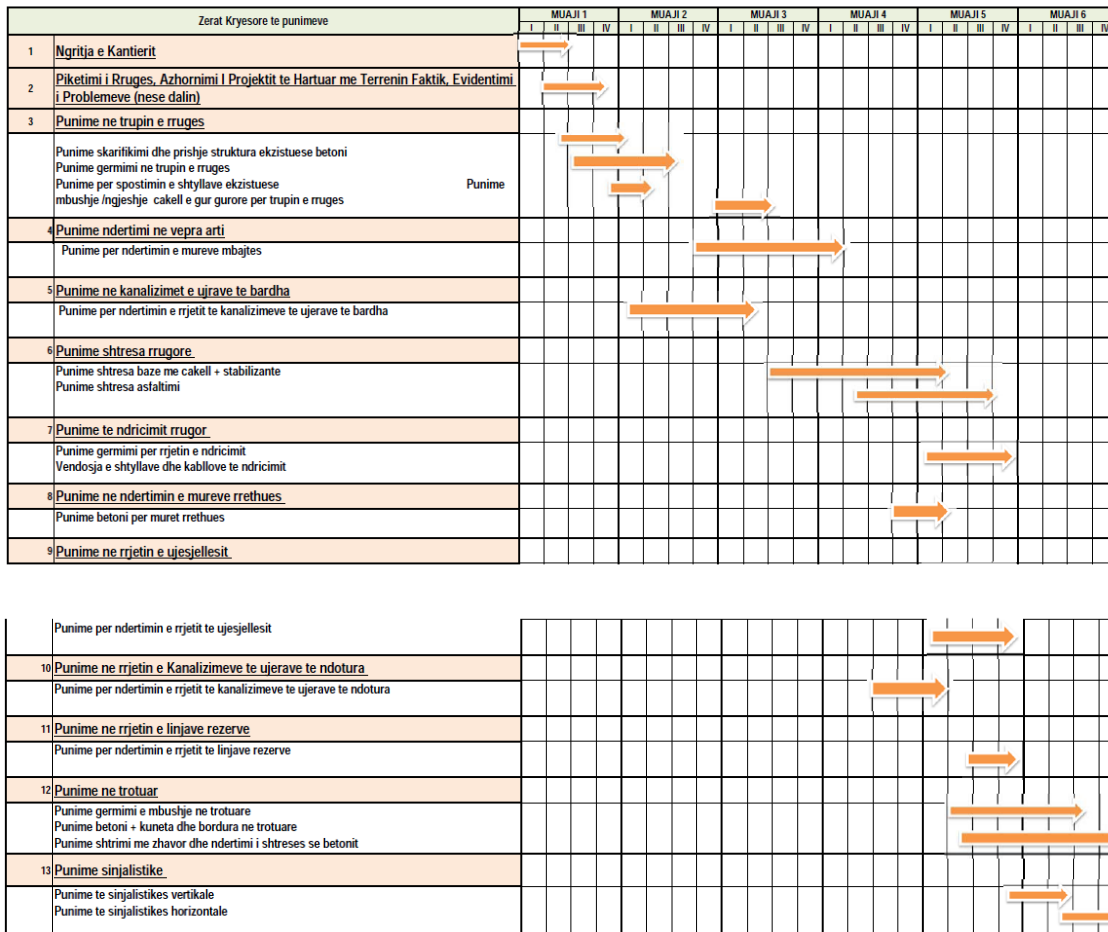 Zerat Kryesore te punimeve
MUAJI 1 MUAJI 2 MUAJI 3 MUAJI 4 MUAJI 5 MUAJI 6
I II III IV I II III IV I II III IV I II III IV I II III IV I II III IV
1 Ngritja e Kantierit
2 Piketimi i Rruges, Azhornimi I Projektit te Hartuar me Terrenin Faktik, Evidentimi
i Problemeve (nese dalin)
3 Punime ne trupin e rruges
Punime skarifikimi dhe prishje struktura ekzistuese betoni
Punime germimi ne trupin e rruges
Punime per spostimin e shtyllave ekzistuese Punime
mbushje /ngjeshje cakell e gur gurore per trupin e rruges
4 Punime ndertimi ne vepra arti
Punime per ndertimin e mureve mbajtes
5 Punime ne kanalizimet e ujrave te bardha
Punime per ndertimin e rrjetit te kanalizimeve te ujerave te bardha
6 Punime shtresa rrugore
Punime shtresa baze me cakell + stabilizante
Punime shtresa asfaltimi
7 Punime te ndricimit rrugor
Punime germimi per rrjetin e ndricimit
Vendosja e shtyllave dhe kabllove te ndricimit
8 Punime ne ndertimin e mureve rrethues
Punime betoni per muret rrethues
9 Punime ne rrjetin e ujesjellesit
Punime per ndertimin e rrjetit te ujesjellesit
10 Punime ne rrjetin e Kanalizimeve te ujerave te ndotura
Punime per ndertimin e rrjetit te kanalizimeve te ujerave te ndotura
11 Punime ne rrjetin e linjave rezerve
Punime per ndertimin e rrjetit te linjave rezerve
12 Punime ne trotuar
Punime germimi e mbushje ne trotuare
Punime betoni + kuneta dhe bordura ne trotuare
Punime shtrimi me zhavor dhe ndertimi i shtreses se betonit
13 Punime sinjalistike
Punime te sinjalistikes vertikale
Punime te sinjalistikes horizontale